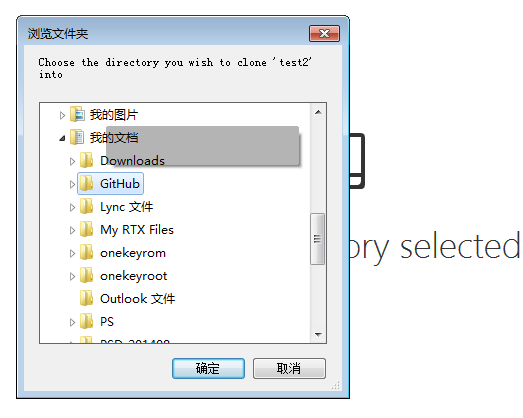 浏览文件夹
Choose the directory you wish to clone 'test2'
into
我的图片
我的文档
Downloads
GitHub
Lync 文件
My RTX Files
onekeyrom
onekeyroot
Outlook 文件
PS
ory selected
确定
取消